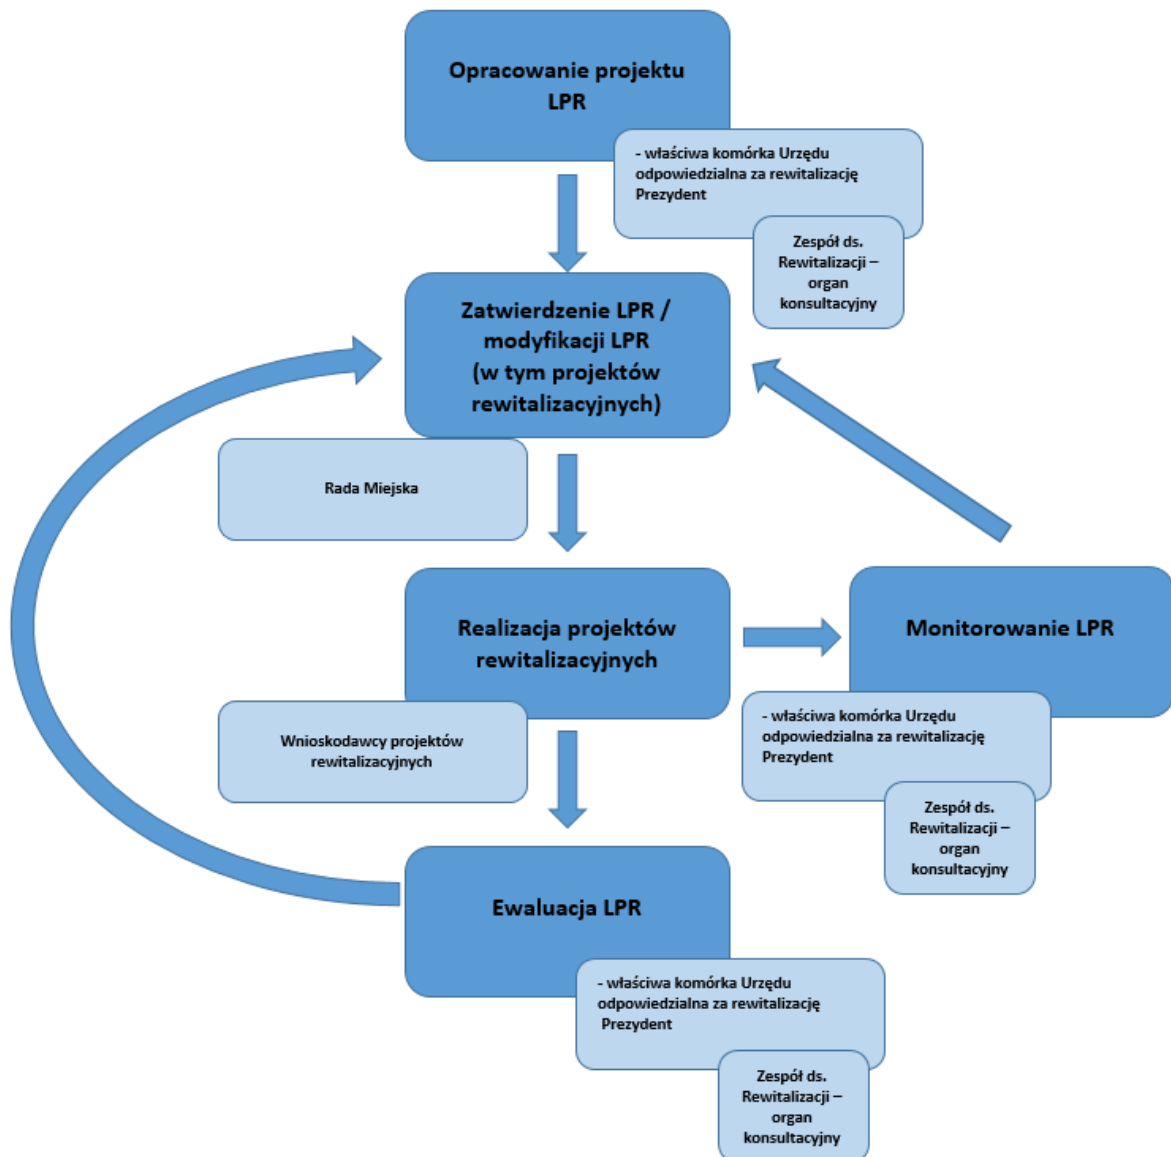 Opracowanie projektu
LPR
- właściwa komórka Urzędu
odpowiedzialna za rewitalizację
Prezydent
Zespół ds.
Rewitalizacji –
organ
konsultacyjny
Zatwierdzenie LPR /
modyfikacji LPR
(w tym projektów
rewitalizacyjnych)
Rada Miejska
Realizacja projektów
rewitalizacyjnych
Wnioskodawcy projektów
rewitalizacyjnych
Monitorowanie LPR
- właściwa komórka Urzędu
odpowiedzialna za rewitalizację
Prezydent
Zespół ds.
Rewitalizacji –
organ
konsultacyjny
Ewaluacja LPR
- właściwa komórka Urzędu
odpowiedzialna za rewitalizację
Prezydent
Zespół ds.
Rewitalizacji –
organ
konsultacyjny